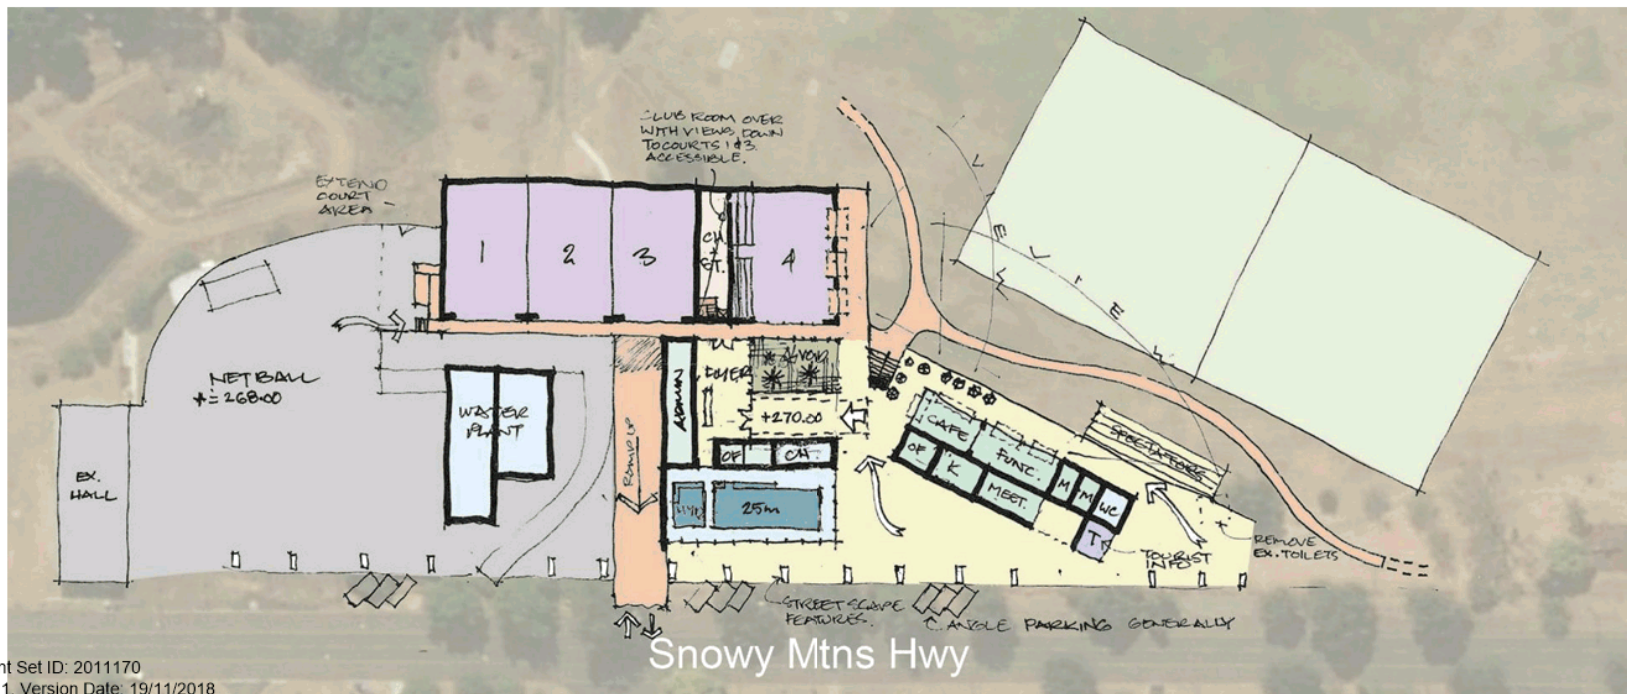 CLUB ROOM OVER
WITH VIEWS DOWN
TO COURTS 1 & 3.
ACCESSIBLE.
EXTEND
COURT
AREA
1
2
3
CH
ST.
4
VIEW
NETBALL
268.00
EX.
HALL
WATER
PLANT
RAMP UP
ADMIN
FOYER
+270.00
OF
CH.
25m
CAFE
OF
K
FUNC.
MEET.
M
M
WC
T
SPECTATORS
TOURIST
INFO
REMOVE
EX. TOILETS
STREETSCAPE
FEATURES.
ANGLE PARKING GENERALLY
Snowy Mtns Hwy
nt Set ID: 2011170
1, Version Date: 19/11/2018